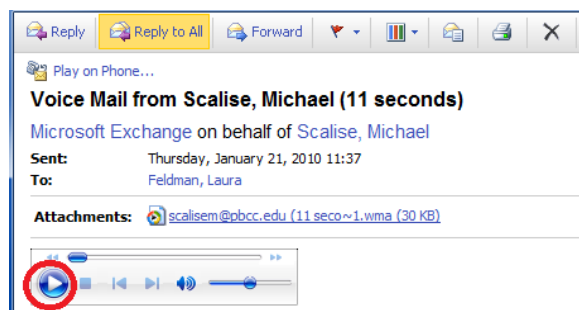 Reply Reply to All Forward
Play on Phone...
Voice Mail from Scalise, Michael (11 seconds)
Microsoft Exchange on behalf of Scalise, Michael
Sent: Thursday, January 21, 2010 11:37
To: Feldman, Laura
Attachments: scalisem@pbcc.edu (11 seco~1.wma (30 KB)